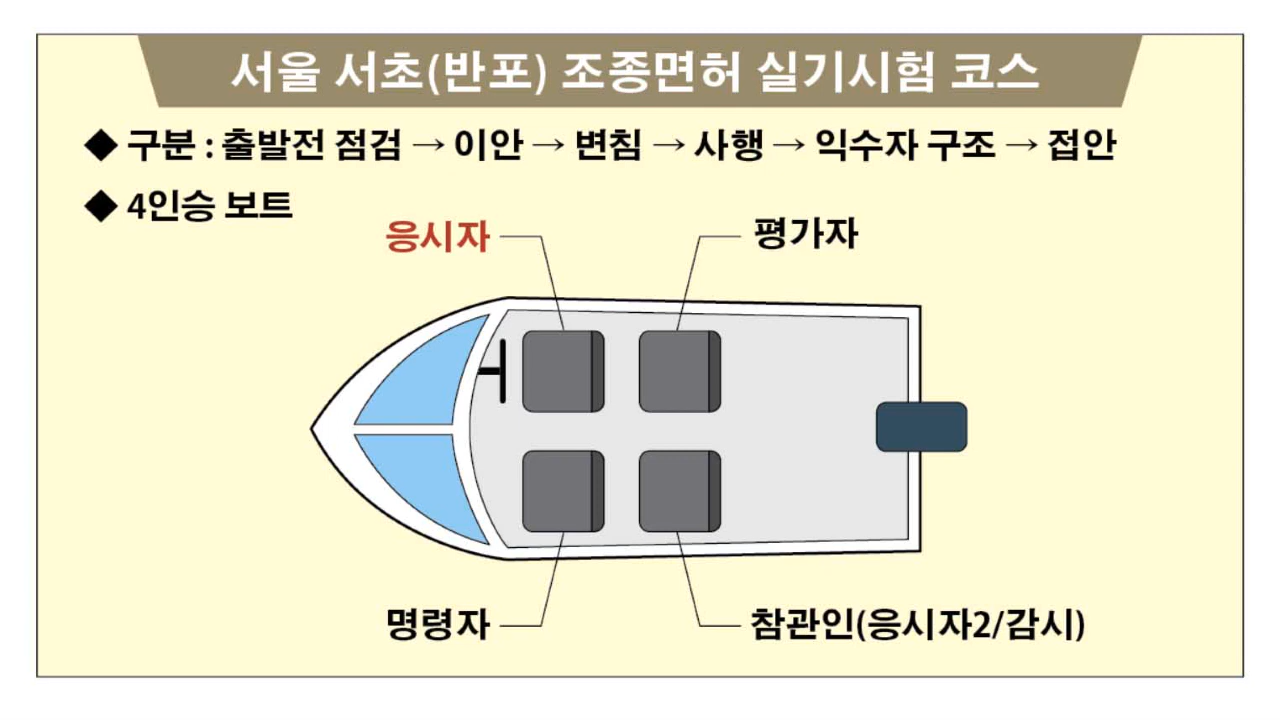 서울 서초(반포) 조종면허 실기시험 코스
◆ 구분 : 출발전 점검 → 이안 → 변침 → 사행 → 익수자 구조 → 접안
◆ 4인승 보트
응시자
평가자
명령자
참관인(응시자2/감시)